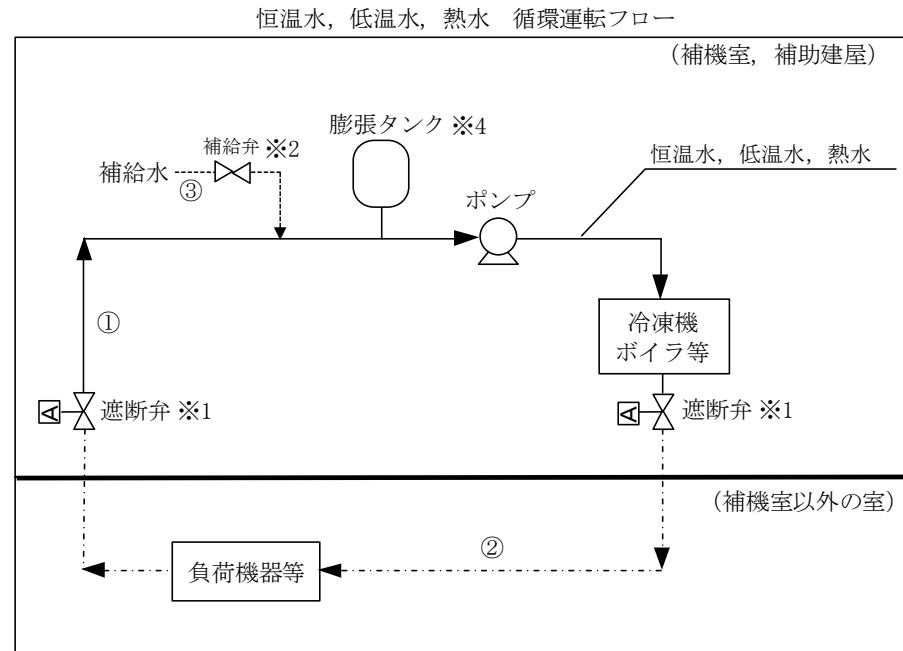 恒温水，低温水，熱水　循環運転フロー
（補機室，補助建屋）
膨張タンク ※4
補給弁 ※2
恒温水，低温水，熱水
補給水
③
ポンプ
①
冷凍機
ボイラ等
A
遮断弁 ※1
A
遮断弁 ※1
（補機室以外の室）
②
負荷機器等